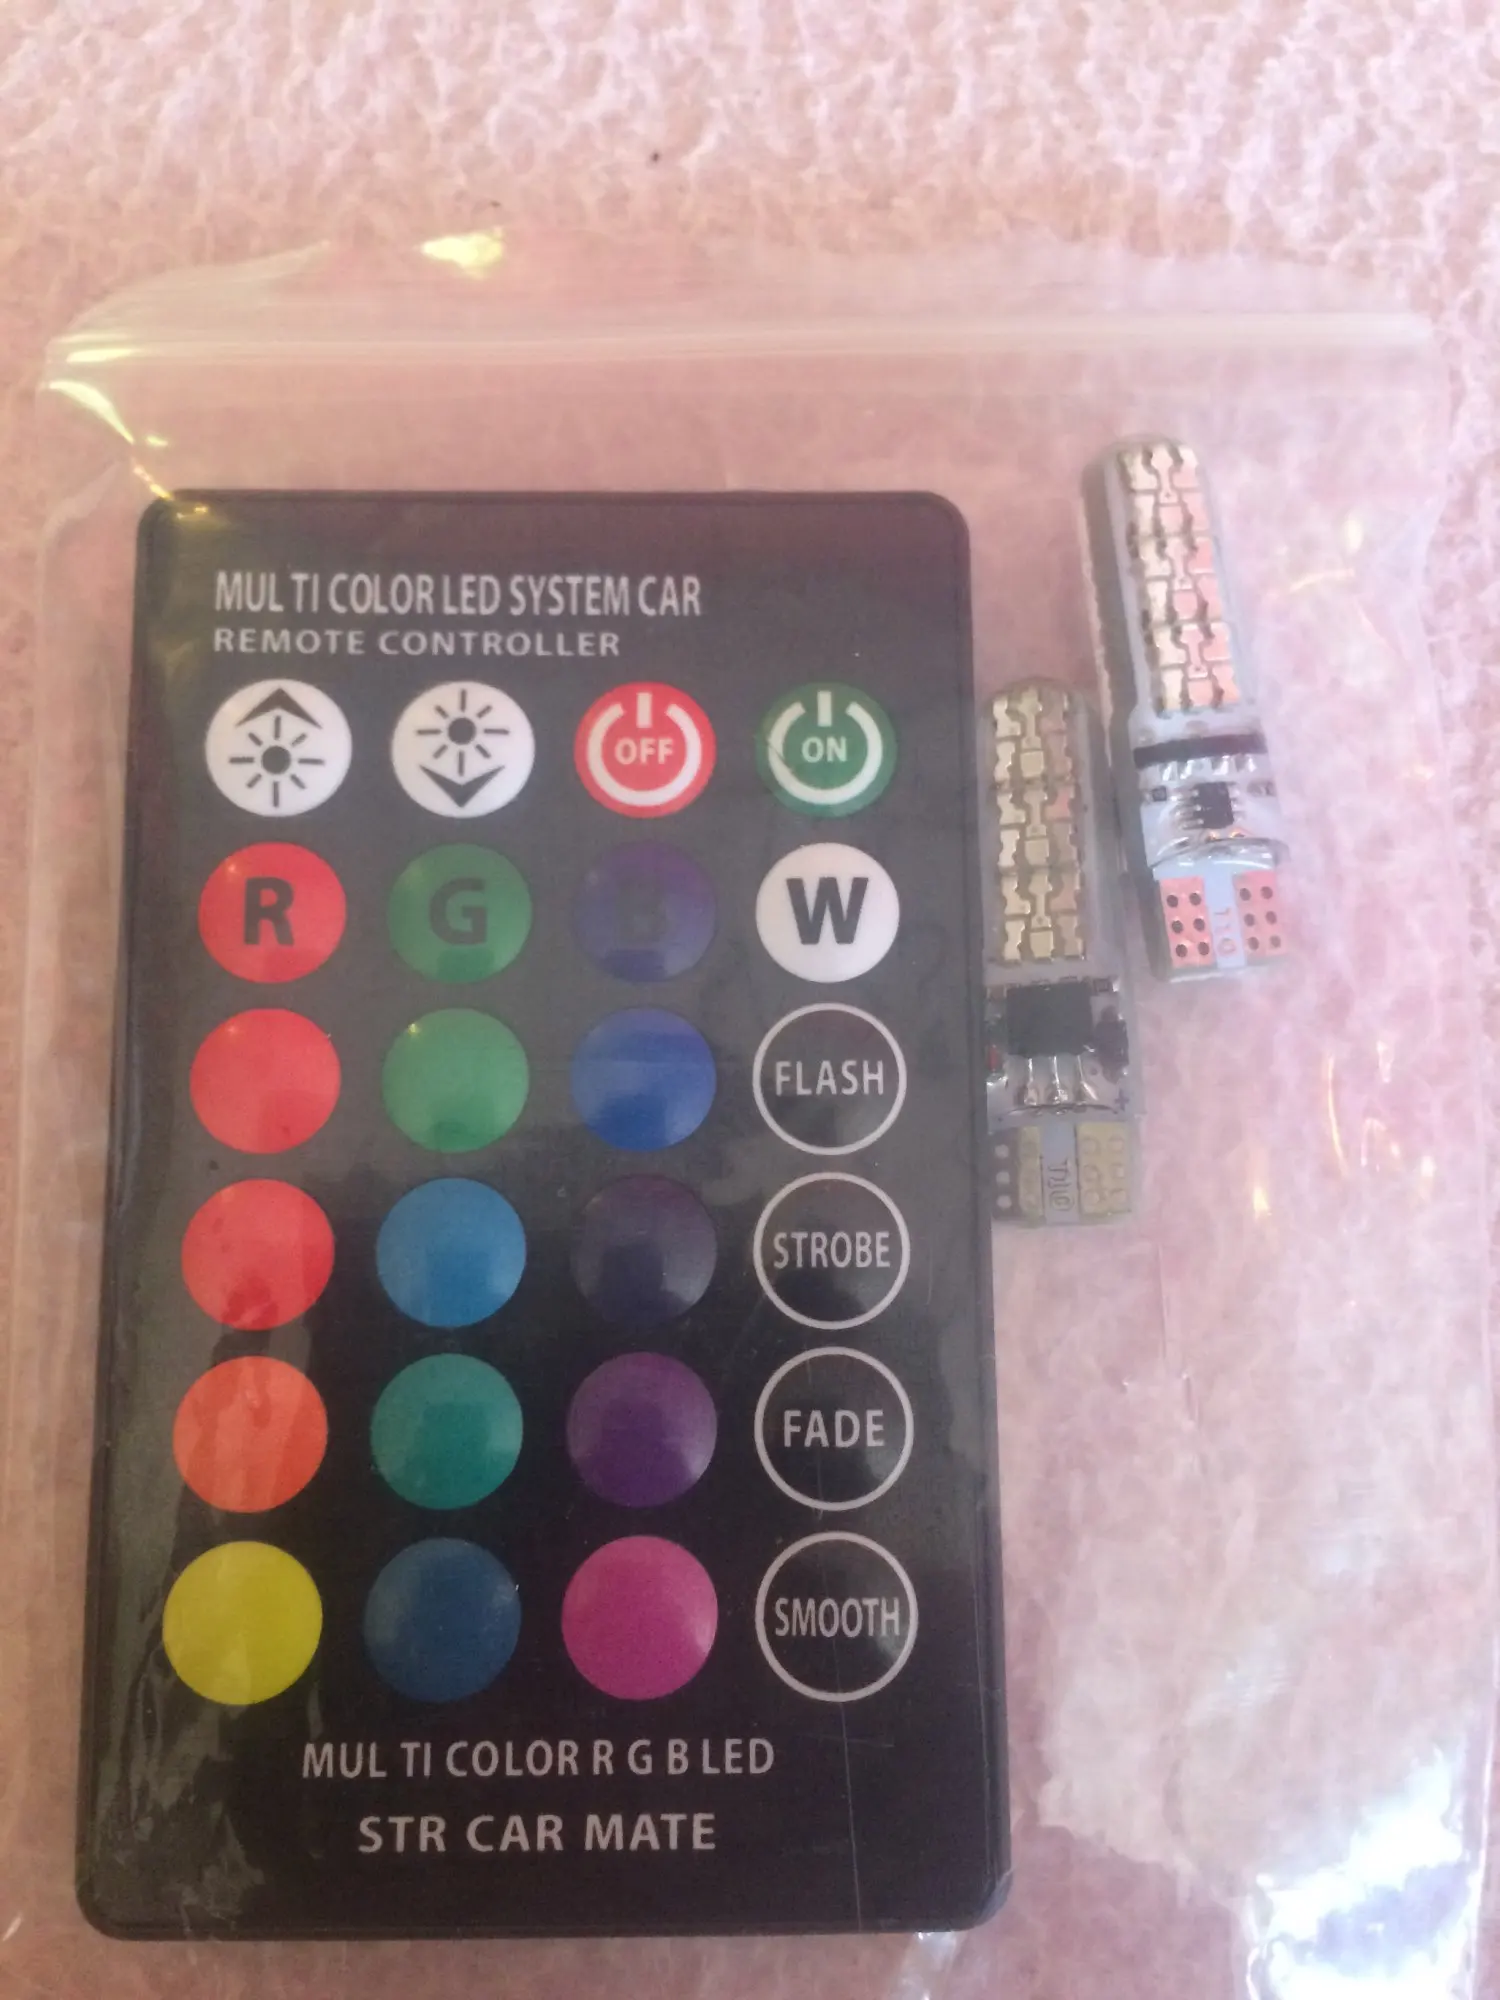 MUL TI COLOR LED SYSTEM CAR
REMOTE CONTROLLER
OFF ON
R G B W
FLASH
STROBE
FADE
SMOOTH
MUL TI COLOR R G B LED
STR CAR MATE